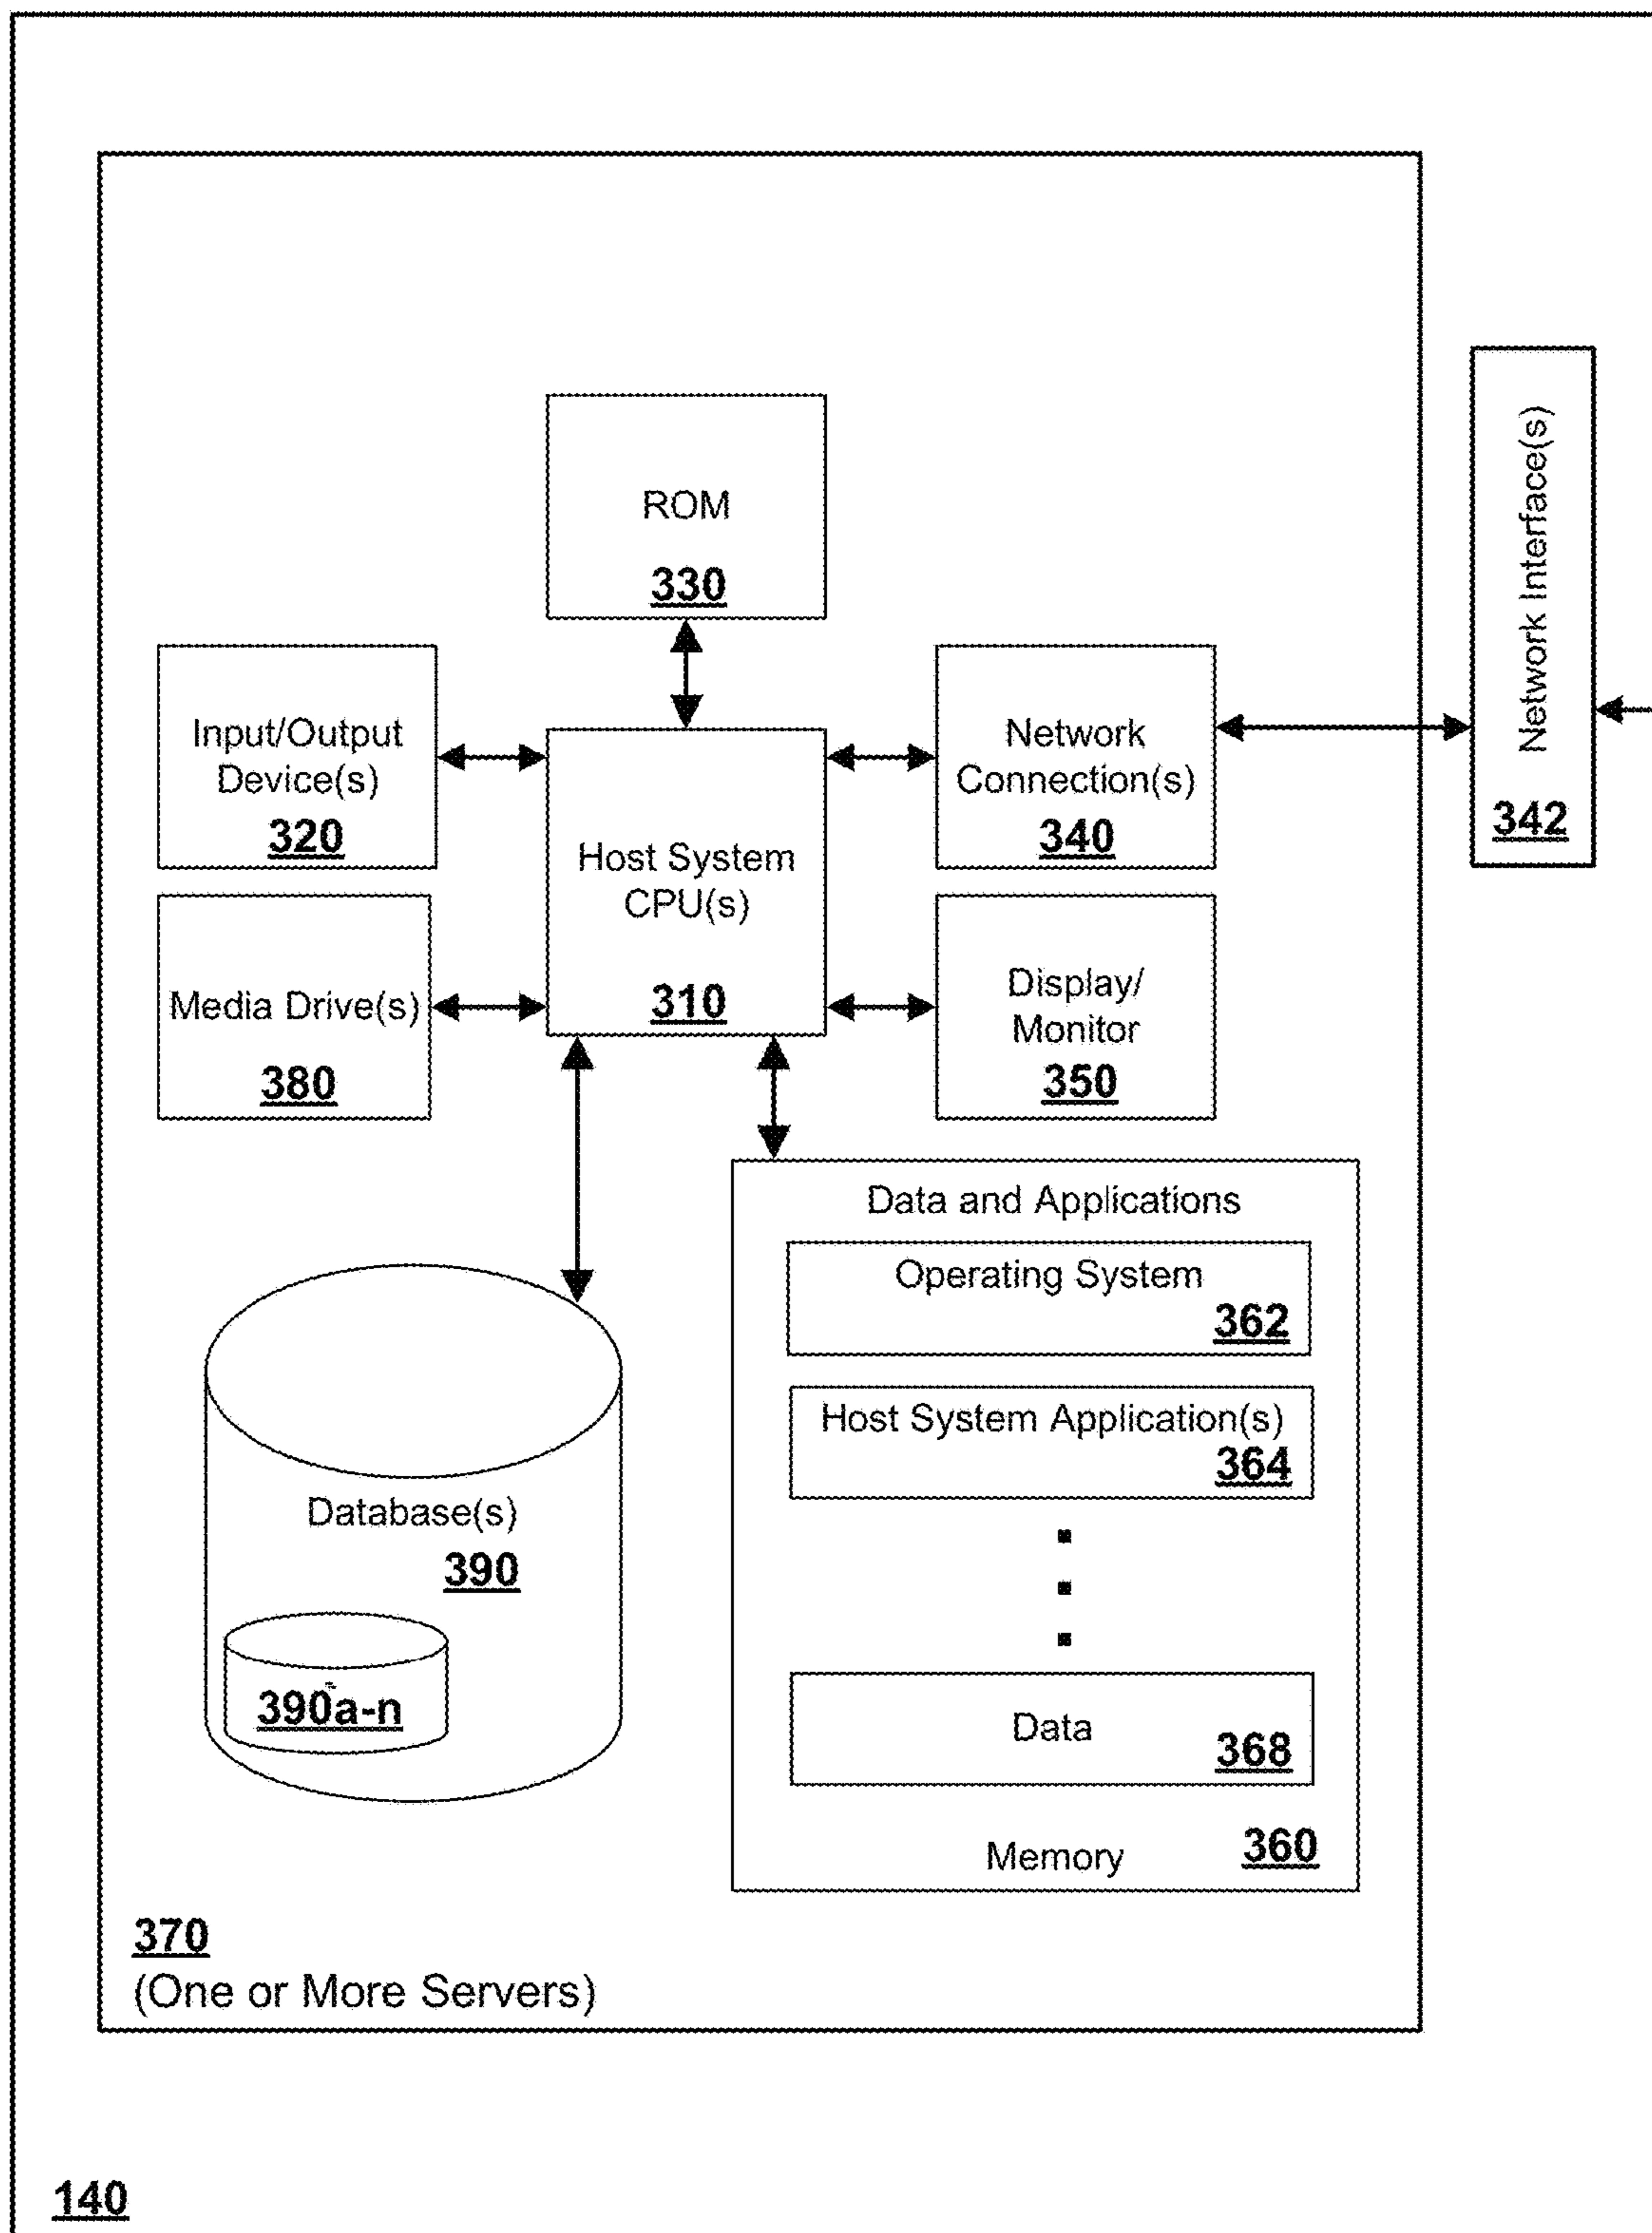 ROM
330
Input/Output
Device(s)
320
Host System
CPU(s)
310
Network
Connection(s)
340
Network Interface(s)
342
Media Drive(s)
380
Display/
Monitor
350
Data and Applications
Operating System
362
Host System Application(s)
364
Data
368
Memory
360
Database(s)
390
390a-n
370
(One or More Servers)
140